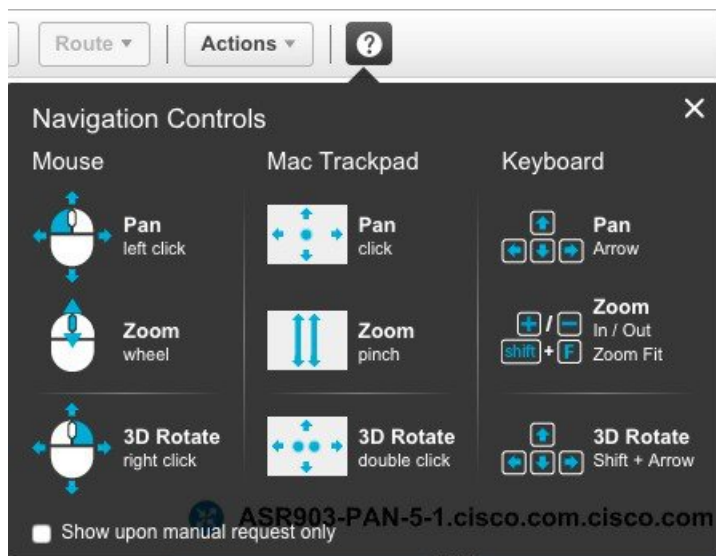 Route ▼ Actions ▼ ?
Navigation Controls
Mouse Mac Trackpad Keyboard
Pan
left click
Pan
click
Pan
Arrow
Zoom
wheel
Zoom
pinch
+ / -
shift + F
Zoom
In / Out
Zoom Fit
3D Rotate
right click
3D Rotate
double click
3D Rotate
Shift + Arrow
ASR903-PAN-5-1.cisco.com.cisco.com
Show upon manual request only